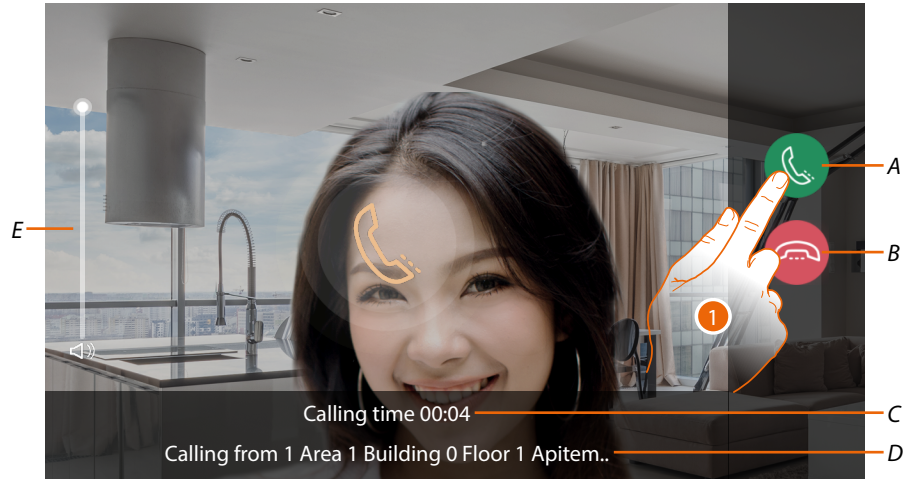 A
B
E
1
Calling time 00:04
C
Calling from 1 Area 1 Building 0 Floor 1 Apitem..
D